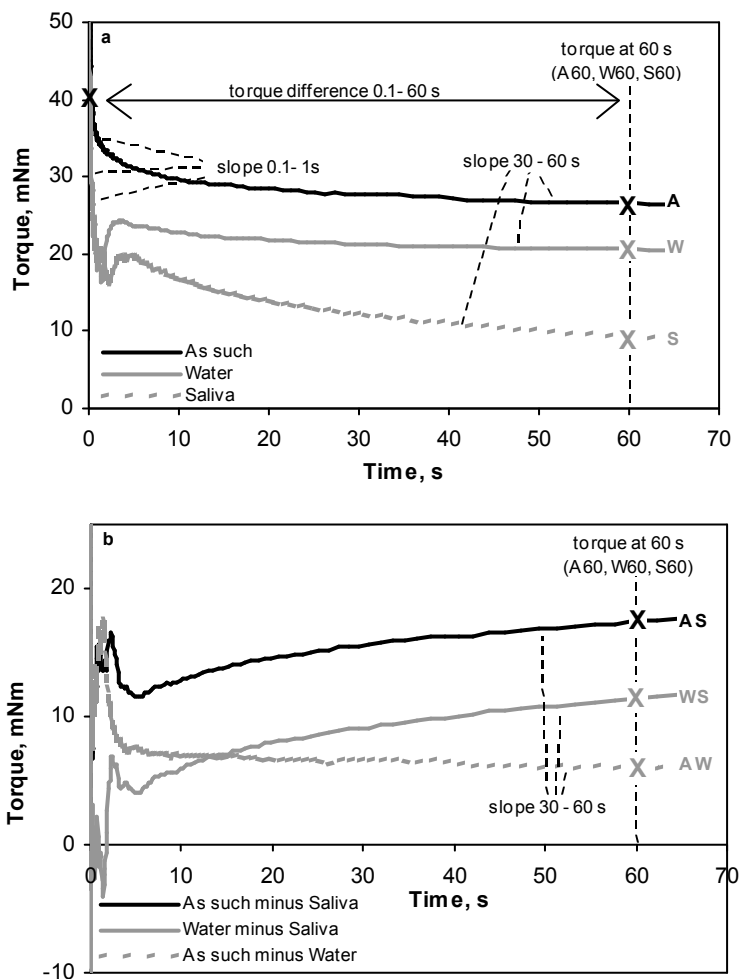 a
50
40
30
20
10
0
Torque, mNm
torque at 60 s
(A60, W60, S60)
torque difference 0.1- 60 s
slope 0.1- 1s
slope 30 - 60 s
X
X
X
X
A
W
S
As such
Water
Saliva
0 10 20 30 40 50 60 70
Time, s
b
20
10
0
-10
Torque, mNm
torque at 60 s
(A60, W60, S60)
X
X
X
AS
WS
AW
slope 30 - 60 s
0 10 20 30 40 50 60 70
Time, s
As such minus Saliva
Water minus Saliva
As such minus Water